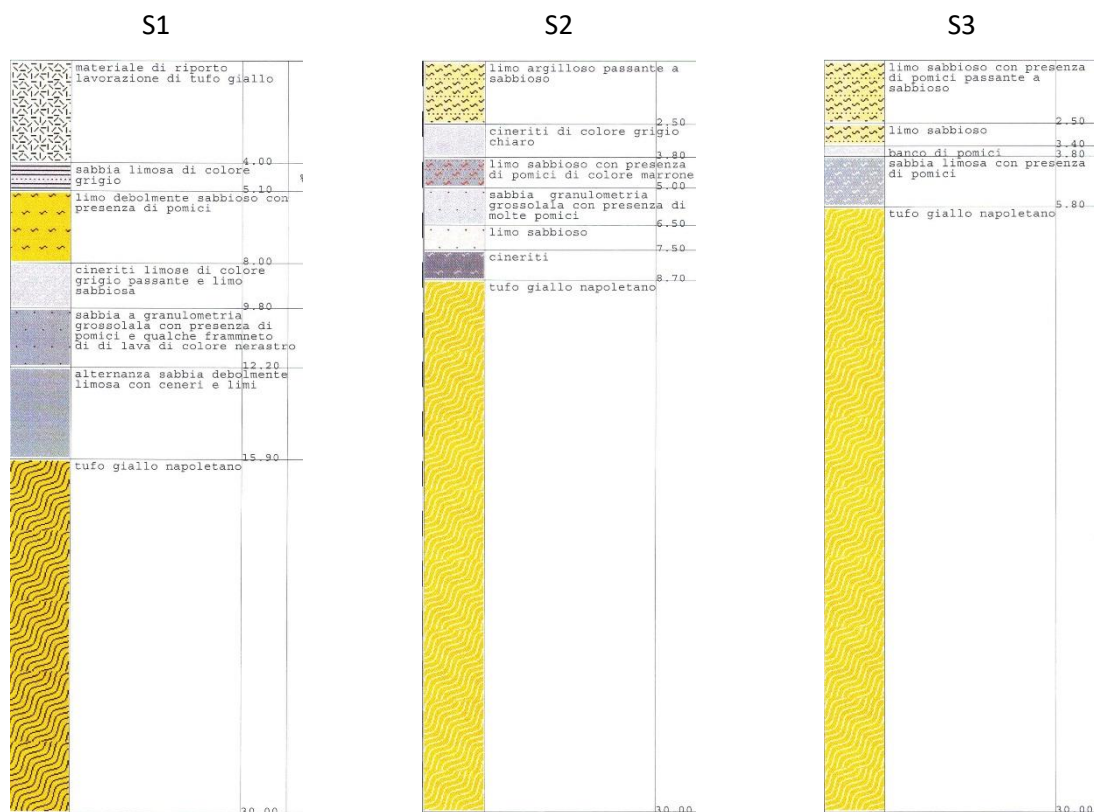 S1
S2
S3
materiale di riporto
lavorazione di tufo giallo
4.00
sabbia limosa di colore
grigio
5.10
limo debolmente sabbioso con
presenza di pomici
8.00
cineriti limose di colore
grigio passante e limo
sabbiosa
9.80
sabbia a granulometria
grossolala con presenza di
pomici e qualche frammneto
di di lava di colore nerastro
12.20
alternanza sabbia debolmente
limosa con ceneri e limi
15.90
tufo giallo napoletano
30.00
limo argilloso passante a
sabbioso
2.50
cineriti di colore grigio
chiaro
3.80
limo sabbioso con presenza
di pomici di colore marrone
5.00
sabbia granulometria
grossolala con presenza di
molte pomici
6.50
limo sabbioso
7.50
cineriti
8.70
tufo giallo napoletano
30.00
limo sabbioso con presenza
di pomici passante a
sabbioso
2.50
limo sabbioso
3.40
banco di pomici
3.80
sabbia limosa con presenza
di pomici
5.80
tufo giallo napoletano
30.00